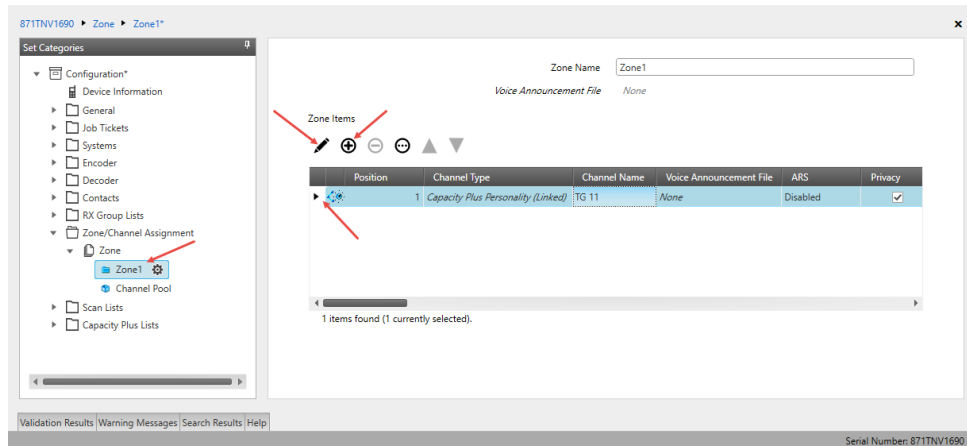 871TNV1690 Zone Zone1*
Set Categories
Configuration*
Device Information
General
Job Tickets
Systems
Encoder
Decoder
Contacts
RX Group Lists
Zone/Channel Assignment
Zone
Zone1
Channel Pool
Scan Lists
Capacity Plus Lists
Zone Name Zone1
Voice Announcement File None
Zone Items
Position Channel Type Channel Name Voice Announcement File ARS Privacy
1 Capacity Plus Personality (Linked) TG 11 None Disabled
1 items found (1 currently selected).
Validation Results Warning Messages Search Results Help
Serial Number: 871TNV1690